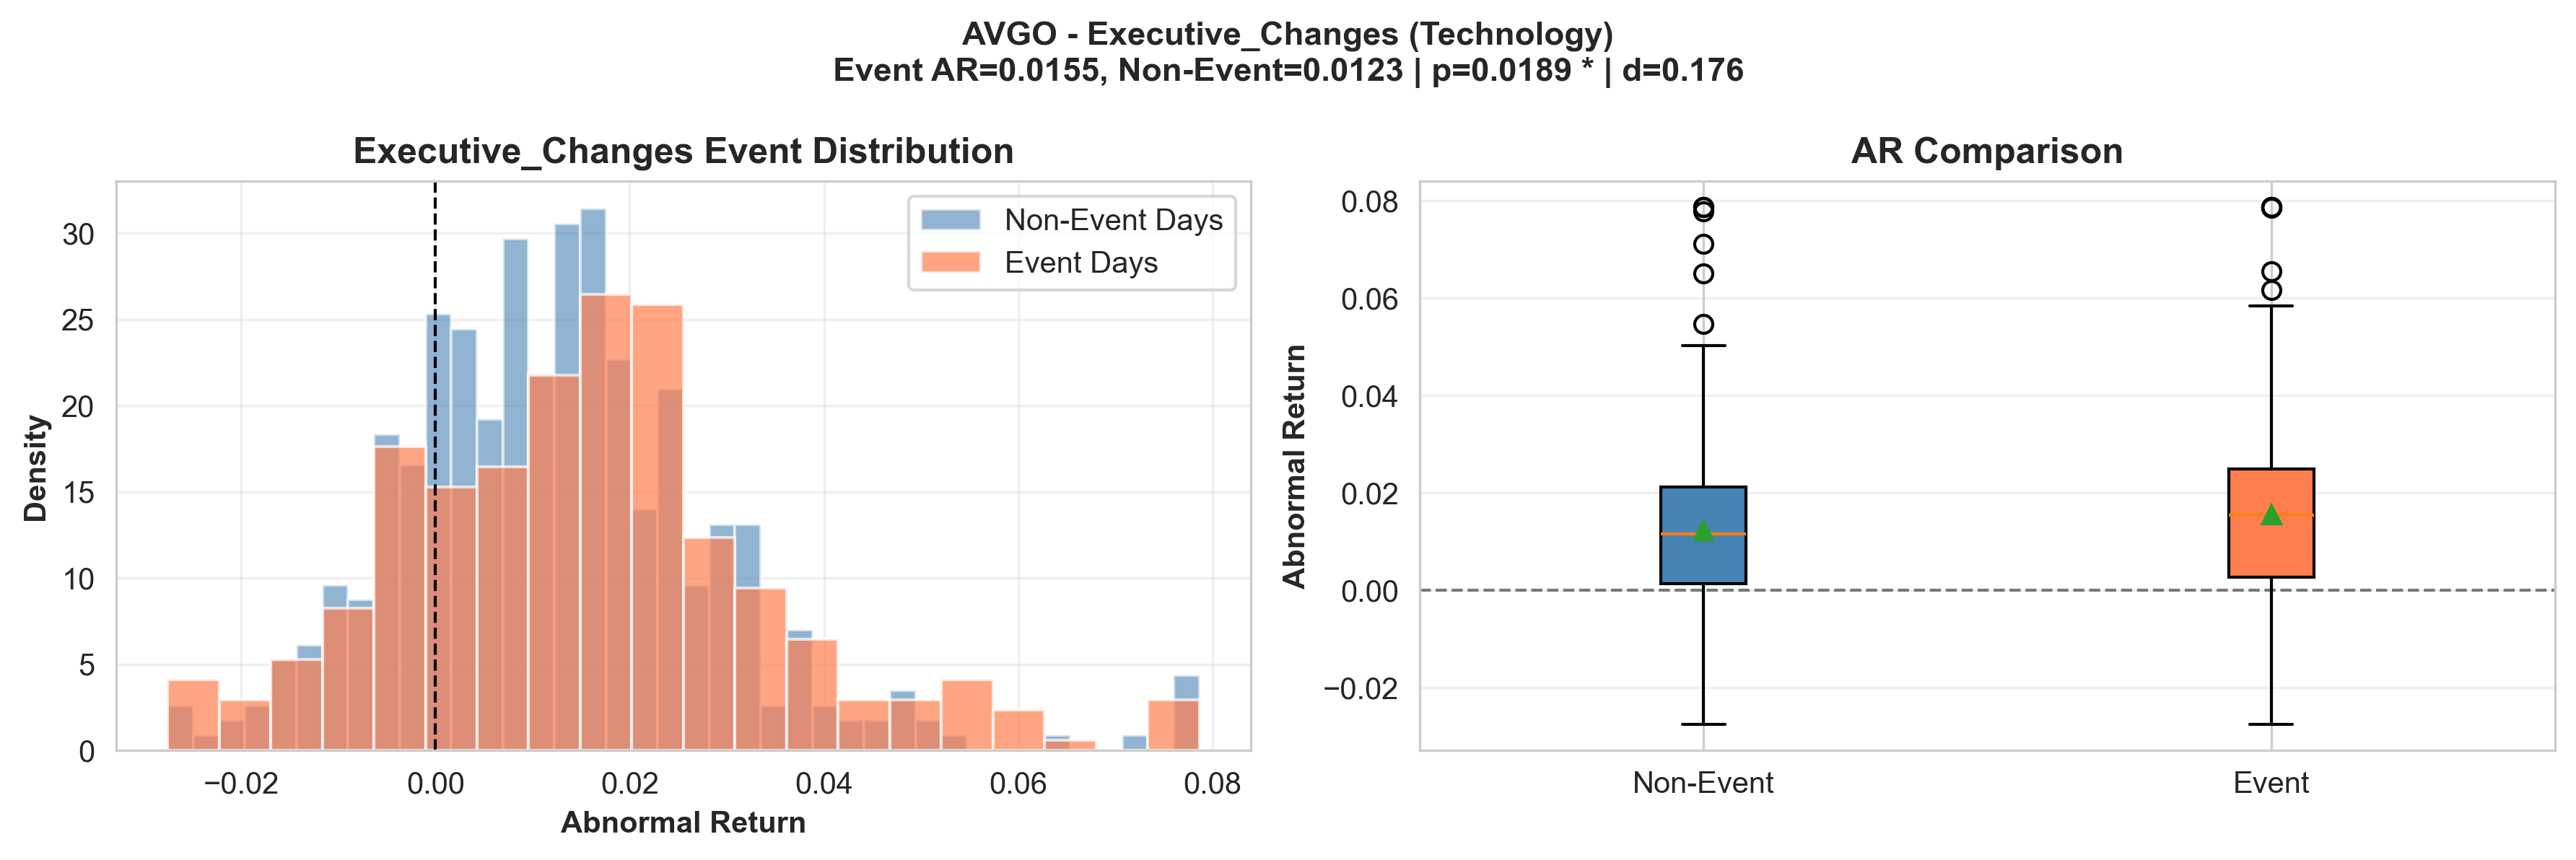 AVGO - Executive_Changes (Technology)
Event AR=0.0155, Non-Event=0.0123 | p=0.0189 * | d=0.176
Executive_Changes Event Distribution
Non-Event Days
Event Days
30
25
20
15
10
5
0
Density
−0.02
0.00
0.02
0.04
0.06
0.08
Abnormal Return
AR Comparison
0.08
0.06
0.04
0.02
0.00
−0.02
Abnormal Return
Non-Event
Event